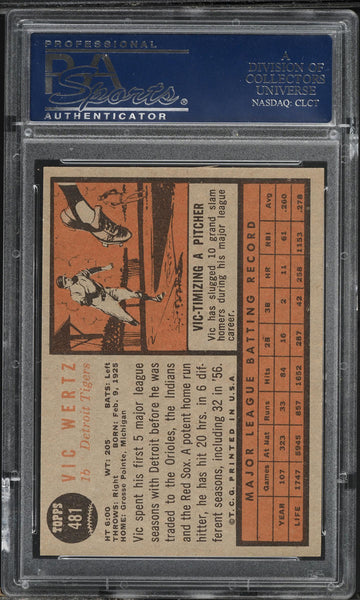 PROFESSIONAL
PSA
Sports
AUTHENTICATOR
A
DIVISION OF
COLLECTORS
UNIVERSE
NASDAQ: CLCT
TOPPS
481
VIC WERTZ
1b Detroit Tigers
HT 6:00 WT: 205 BATS: Left
THROWS: Right BORN: Feb. 9, 1925
HOME: Grosse Pointe, Michigan
Vic spent his first 5 major league
seasons with Detroit before he was
traded to the Orioles, the Indians
and the Red Sox. A potent home run
hitter, he has hit 20 hrs. in 6 dif-
ferent seasons, including 32 in '56.
© T.C.G. PRINTED IN U.S.A.
VIC-TIMIZING A PITCHER
Vic has slugged 10 grand slam
homers during his major league
career.
MAJOR LEAGUE BATTING RECORD
Games At Bat Runs Hits 2B 3B HR RBI Avg.
YEAR 107 323 33 84 16 2 11 61 .260
LIFE 1747 5945 857 1652 287 42 258 1153 .278